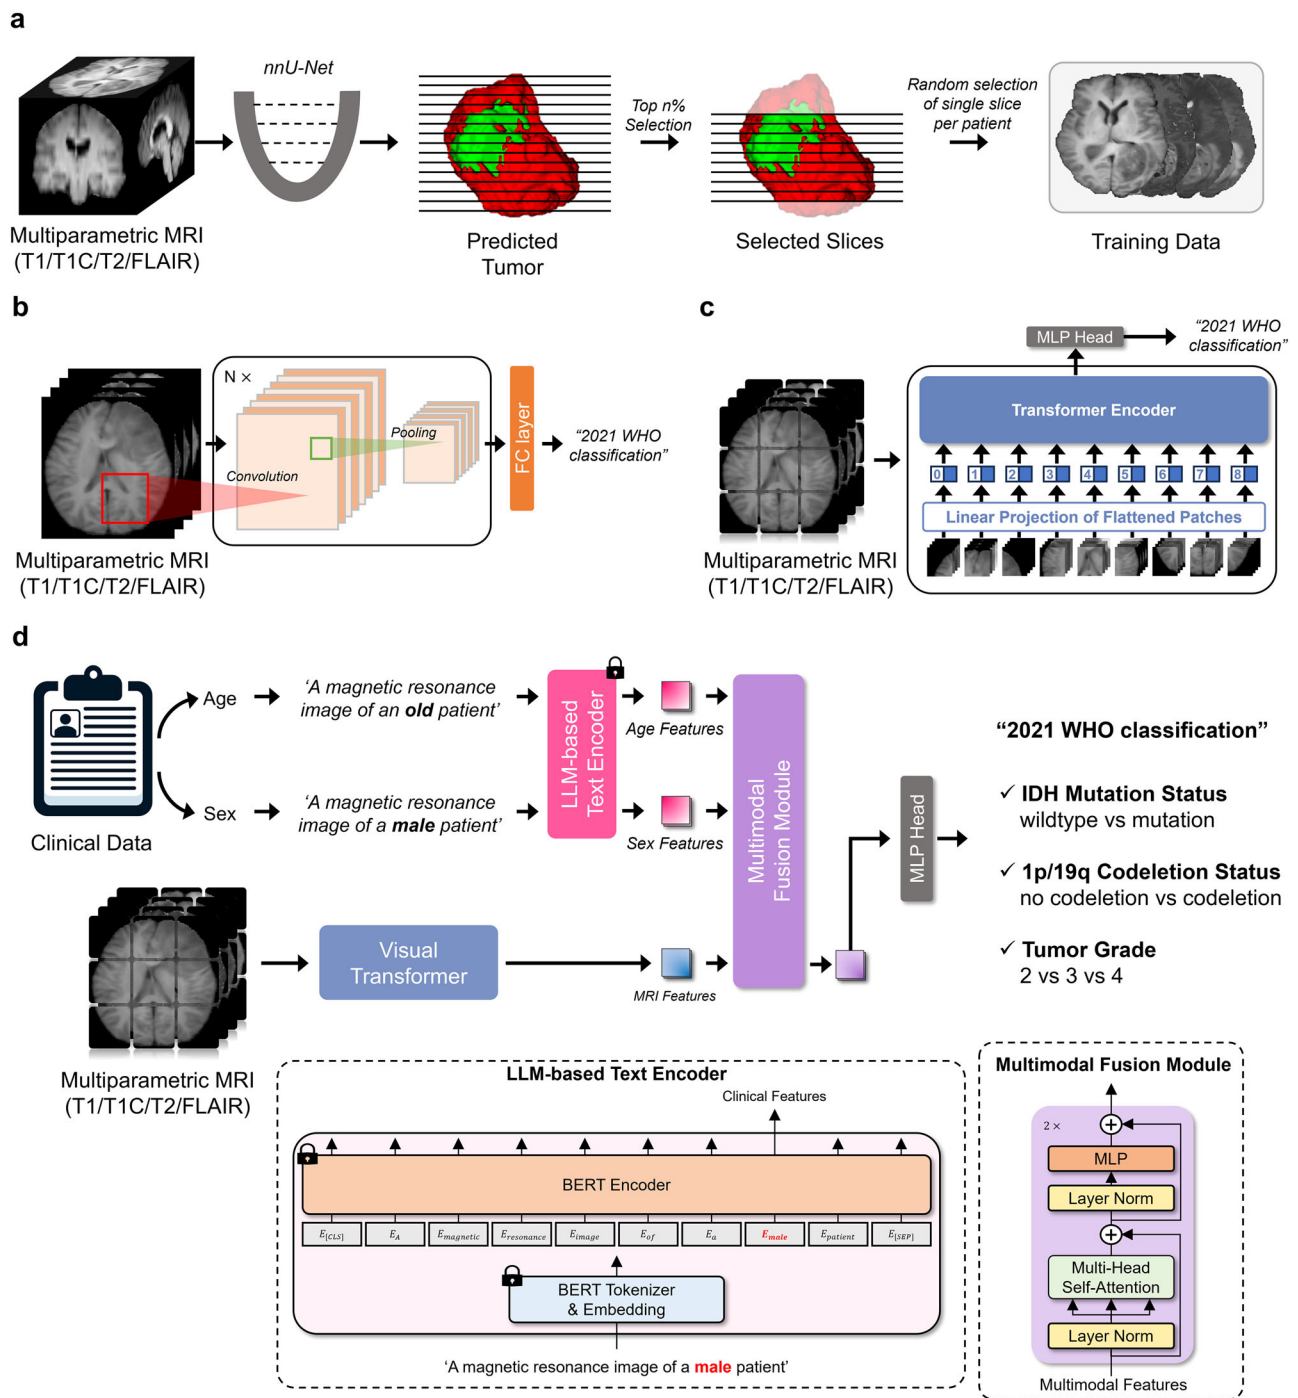 a
nnU-Net
Top n%
Selection
Random selection
of single slice
per patient
Multiparametric MRI
(T1/T1C/T2/FLAIR)
Predicted
Tumor
Selected Slices
Training Data
b
N ×
Convolution
Pooling
FC layer
“2021 WHO
classification”
Multiparametric MRI
(T1/T1C/T2/FLAIR)
c
MLP Head
“2021 WHO
classification”
Transformer Encoder
0 1 2 3 4 5 6 7 8
Linear Projection of Flattened Patches
Multiparametric MRI
(T1/T1C/T2/FLAIR)
d
Clinical Data
Age
‘A magnetic resonance
image of an old patient’
Sex
‘A magnetic resonance
image of a male patient’
LLM-based
Text Encoder
Age Features
Sex Features
Multimodal
Fusion Module
MLP Head
“2021 WHO classification”
✓ IDH Mutation Status
wildtype vs mutation
✓ 1p/19q Codeletion Status
no codeletion vs codeletion
✓ Tumor Grade
2 vs 3 vs 4
Visual
Transformer
MRI Features
Multiparametric MRI
(T1/T1C/T2/FLAIR)
LLM-based Text Encoder
Clinical Features
BERT Encoder
E[CLS] EA Emagnetic Eresonance Eimage Eof Ea Emale Epatient E[SEP]
BERT Tokenizer
& Embedding
‘A magnetic resonance image of a male patient’
Multimodal Fusion Module
2 ×
MLP
Layer Norm
Multi-Head
Self-Attention
Layer Norm
Multimodal Features